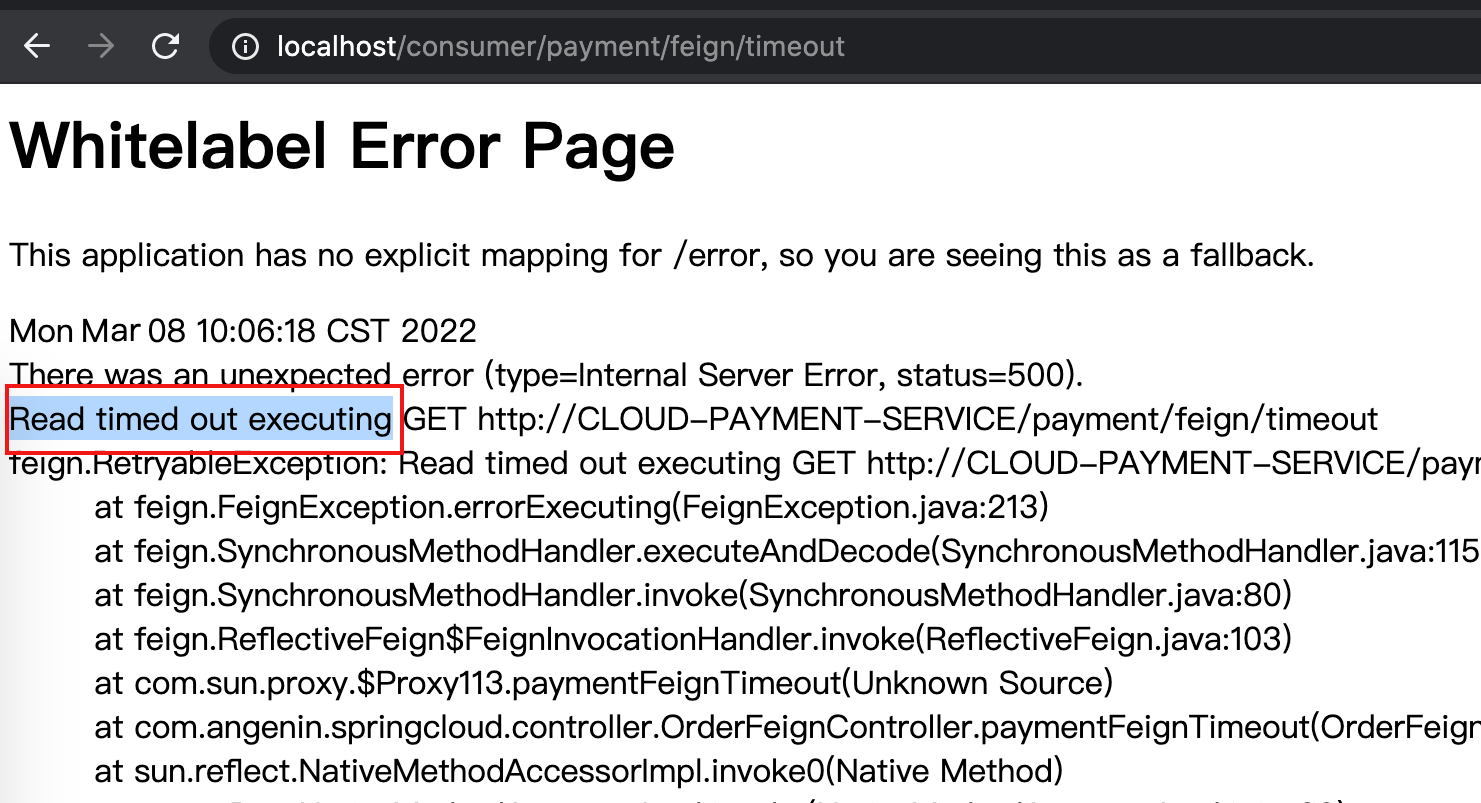 localhost/consumer/payment/feign/timeout
Whitelabel Error Page
This application has no explicit mapping for /error, so you are seeing this as a fallback.
Mon Mar 08 10:06:18 CST 2022
There was an unexpected error (type=Internal Server Error, status=500).
Read timed out executing GET http://CLOUD-PAYMENT-SERVICE/payment/feign/timeout
feign.RetryableException: Read timed out executing GET http://CLOUD-PAYMENT-SERVICE/payr
at feign.FeignException.errorExecuting(FeignException.java:213)
at feign.SynchronousMethodHandler.executeAndDecode(SynchronousMethodHandler.java:115
at feign.SynchronousMethodHandler.invoke(SynchronousMethodHandler.java:80)
at feign.ReflectiveFeign$FeignInvocationHandler.invoke(ReflectiveFeign.java:103)
at com.sun.proxy.$Proxy113.paymentFeignTimeout(Unknown Source)
at com.angenin.springcloud.controller.OrderFeignController.paymentFeignTimeout(OrderFeign
at sun.reflect.NativeMethodAccessorImpl.invoke0(Native Method)